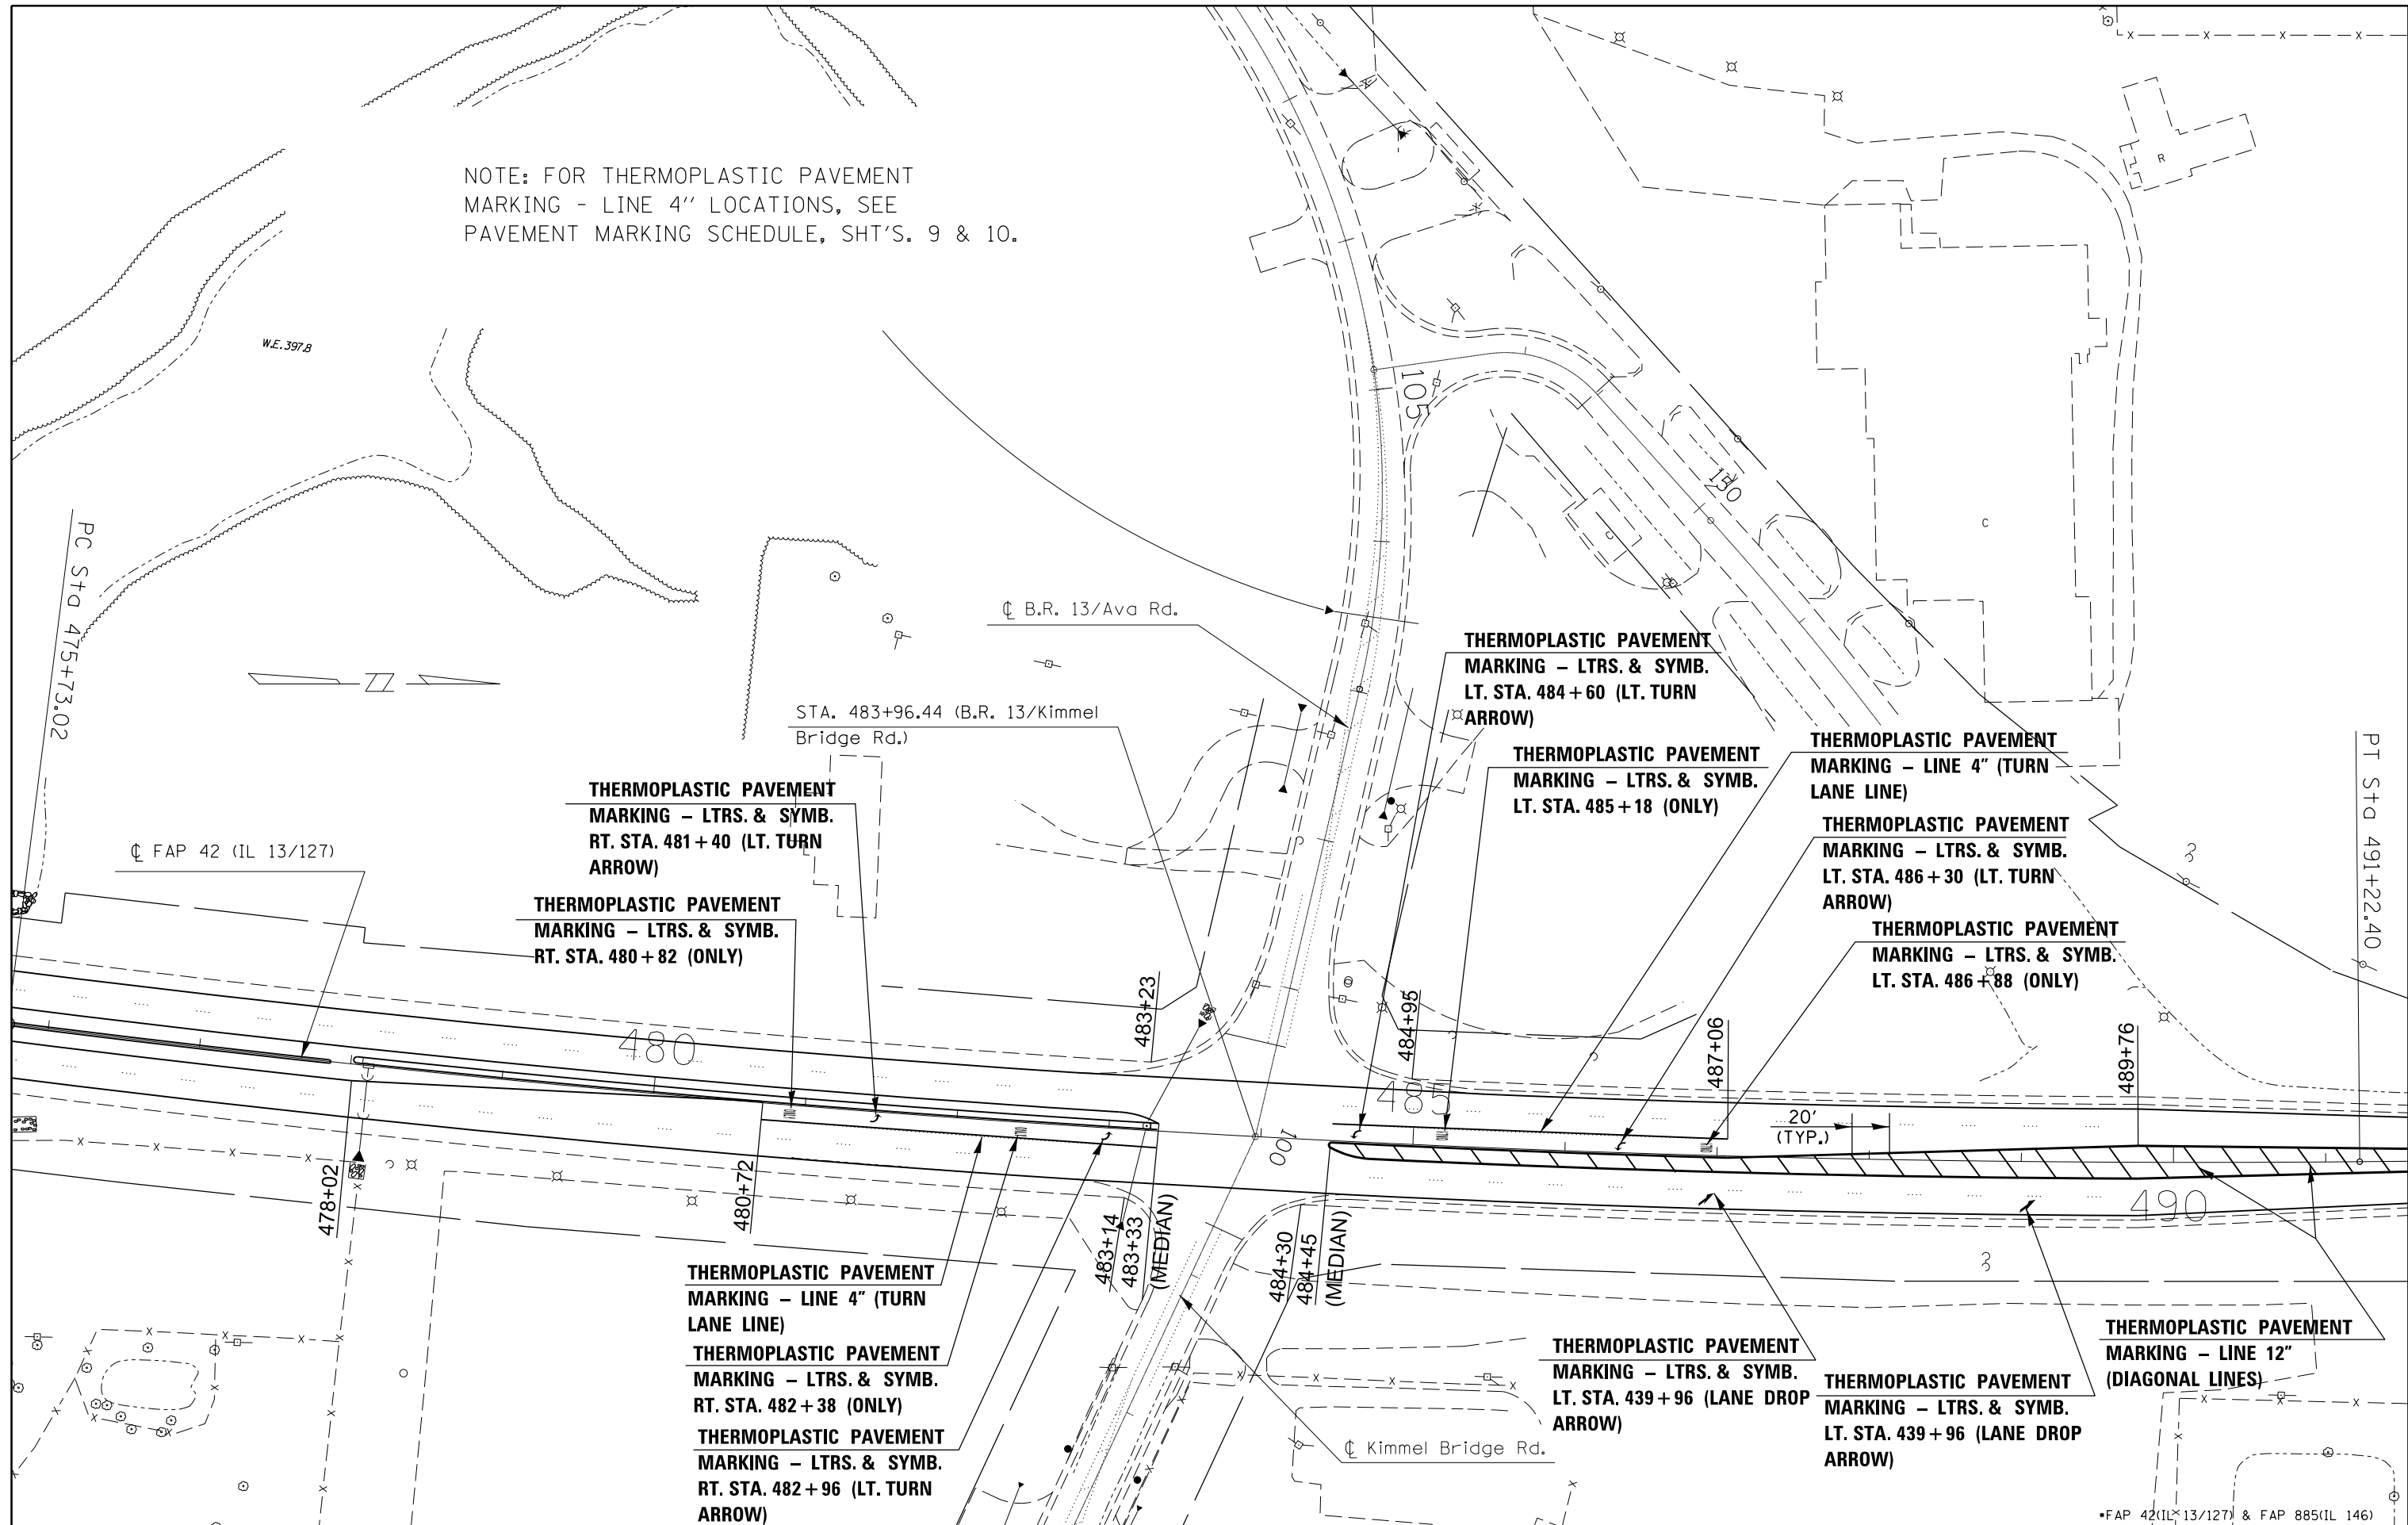 NOTE: FOR THERMOPLASTIC PAVEMENT
MARKING - LINE 4'' LOCATIONS, SEE
PAVEMENT MARKING SCHEDULE, SHT'S. 9 & 10.
R
W.E. 397.8
105
150
C
C
PC Sta 475+73.02
℄ B.R. 13/Ava Rd.
STA. 483+96.44 (B.R. 13/Kimmel
Bridge Rd.)
THERMOPLASTIC PAVEMENT
MARKING – LTRS. & SYMB.
LT. STA. 484+60 (LT. TURN
ARROW)
THERMOPLASTIC PAVEMENT
MARKING – LTRS. & SYMB.
LT. STA. 485+18 (ONLY)
THERMOPLASTIC PAVEMENT
MARKING – LINE 4" (TURN
LANE LINE)
THERMOPLASTIC PAVEMENT
MARKING – LTRS. & SYMB.
LT. STA. 486+30 (LT. TURN
ARROW)
THERMOPLASTIC PAVEMENT
MARKING – LTRS. & SYMB.
LT. STA. 486+88 (ONLY)
PT Sta 491+22.40
THERMOPLASTIC PAVEMENT
MARKING – LTRS. & SYMB.
RT. STA. 481+40 (LT. TURN
ARROW)
℄ FAP 42 (IL 13/127)
THERMOPLASTIC PAVEMENT
MARKING – LTRS. & SYMB.
RT. STA. 480+82 (ONLY)
480
483+23
484+95
485
487+06
489+76
20'
(TYP.)
100
478+02
480+72
483+14
483+33
(MEDIAN)
484+30
484+45
(MEDIAN)
490
THERMOPLASTIC PAVEMENT
MARKING – LINE 4" (TURN
LANE LINE)
THERMOPLASTIC PAVEMENT
MARKING – LTRS. & SYMB.
RT. STA. 482+38 (ONLY)
THERMOPLASTIC PAVEMENT
MARKING – LTRS. & SYMB.
RT. STA. 482+96 (LT. TURN
ARROW)
℄ Kimmel Bridge Rd.
THERMOPLASTIC PAVEMENT
MARKING – LTRS. & SYMB.
LT. STA. 439+96 (LANE DROP
ARROW)
THERMOPLASTIC PAVEMENT
MARKING – LTRS. & SYMB.
LT. STA. 439+96 (LANE DROP
ARROW)
THERMOPLASTIC PAVEMENT
MARKING – LINE 12"
(DIAGONAL LINES)
•FAP 42(IL 13/127) & FAP 885(IL 146)